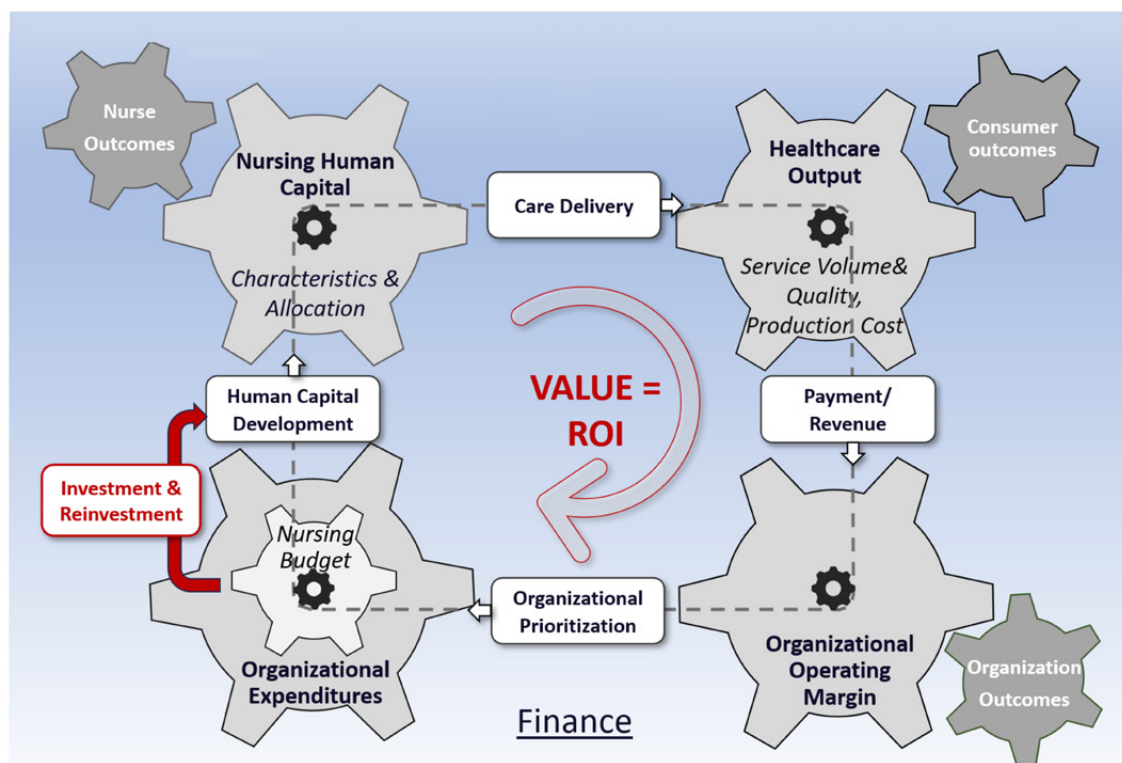 Nurse
Outcomes
Nursing Human
Capital
Characteristics &
Allocation
Care Delivery
Healthcare
Output
Service Volume&
Quality,
Production Cost
Consumer
outcomes
Human Capital
Development
VALUE =
ROI
Payment/
Revenue
Investment &
Reinvestment
Nursing
Budget
Organizational
Expenditures
Organizational
Prioritization
Organizational
Operating
Margin
Organization
Outcomes
Finance